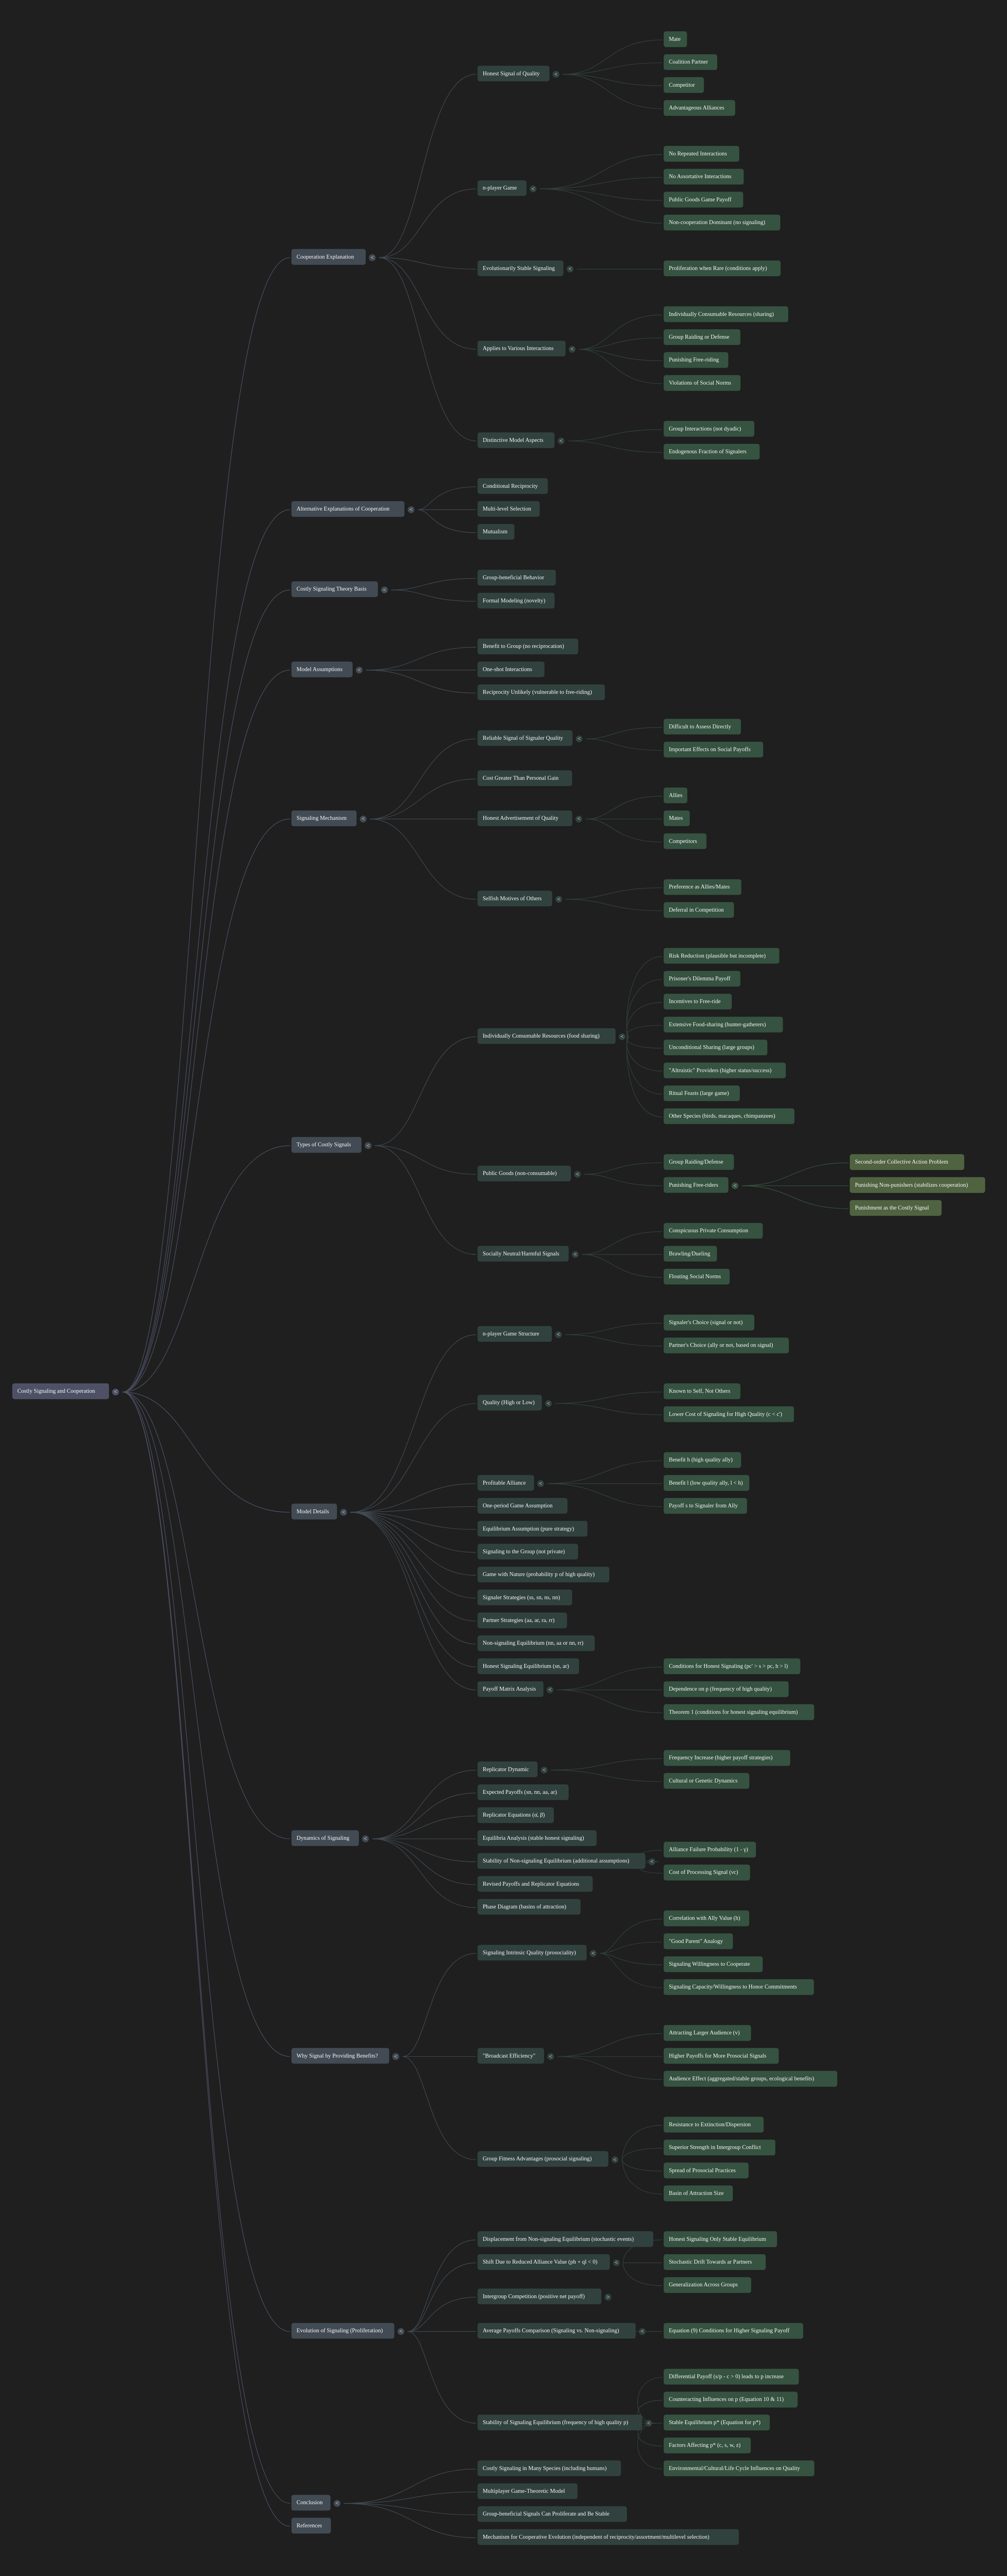 Costly Signaling and Cooperation
Cooperation Explanation
Honest Signal of Quality
Mate
Coalition Partner
Competitor
Advantageous Alliances
n-player Game
No Repeated Interactions
No Assortative Interactions
Public Goods Game Payoff
Non-cooperation Dominant (no signaling)
Evolutionarily Stable Signaling
Proliferation when Rare (conditions apply)
Applies to Various Interactions
Individually Consumable Resources (sharing)
Group Raiding or Defense
Punishing Free-riding
Violations of Social Norms
Distinctive Model Aspects
Group Interactions (not dyadic)
Endogenous Fraction of Signalers
Alternative Explanations of Cooperation
Conditional Reciprocity
Multi-level Selection
Mutualism
Costly Signaling Theory Basis
Group-beneficial Behavior
Formal Modeling (novelty)
Model Assumptions
Benefit to Group (no reciprocation)
One-shot Interactions
Reciprocity Unlikely (vulnerable to free-riding)
Signaling Mechanism
Reliable Signal of Signaler Quality
Difficult to Assess Directly
Important Effects on Social Payoffs
Cost Greater Than Personal Gain
Honest Advertisement of Quality
Allies
Mates
Competitors
Selfish Motives of Others
Preference as Allies/Mates
Deferral in Competition
Types of Costly Signals
Individually Consumable Resources (food sharing)
Risk Reduction (plausible but incomplete)
Prisoner's Dilemma Payoff
Incentives to Free-ride
Extensive Food-sharing (hunter-gatherers)
Unconditional Sharing (large groups)
"Altruistic" Providers (higher status/success)
Ritual Feasts (large game)
Other Species (birds, macaques, chimpanzees)
Public Goods (non-consumable)
Group Raiding/Defense
Punishing Free-riders
Second-order Collective Action Problem
Punishing Non-punishers (stabilizes cooperation)
Punishment as the Costly Signal
Socially Neutral/Harmful Signals
Conspicuous Private Consumption
Brawling/Dueling
Flouting Social Norms
Model Details
n-player Game Structure
Signaler's Choice (signal or not)
Partner's Choice (ally or not, based on signal)
Quality (High or Low)
Known to Self, Not Others
Lower Cost of Signaling for High Quality (c < c')
Profitable Alliance
Benefit h (high quality ally)
Benefit l (low quality ally, l < h)
Payoff s to Signaler from Ally
One-period Game Assumption
Equilibrium Assumption (pure strategy)
Signaling to the Group (not private)
Game with Nature (probability p of high quality)
Signaler Strategies (ss, sn, ns, nn)
Partner Strategies (aa, ar, ra, rr)
Non-signaling Equilibrium (nn, aa or nn, rr)
Honest Signaling Equilibrium (sn, ar)
Payoff Matrix Analysis
Conditions for Honest Signaling (pc' > s > pc, h > l)
Dependence on p (frequency of high quality)
Theorem 1 (conditions for honest signaling equilibrium)
Dynamics of Signaling
Replicator Dynamic
Frequency Increase (higher payoff strategies)
Cultural or Genetic Dynamics
Expected Payoffs (sn, nn, aa, ar)
Replicator Equations (α, β)
Equilibria Analysis (stable honest signaling)
Stability of Non-signaling Equilibrium (additional assumptions)
Alliance Failure Probability (1 - γ)
Cost of Processing Signal (νc)
Revised Payoffs and Replicator Equations
Phase Diagram (basins of attraction)
Why Signal by Providing Benefits?
Signaling Intrinsic Quality (prosociality)
Correlation with Ally Value (h)
"Good Parent" Analogy
Signaling Willingness to Cooperate
Signaling Capacity/Willingness to Honor Commitments
"Broadcast Efficiency"
Attracting Larger Audience (v)
Higher Payoffs for More Prosocial Signals
Audience Effect (aggregated/stable groups, ecological benefits)
Group Fitness Advantages (prosocial signaling)
Resistance to Extinction/Dispersion
Superior Strength in Intergroup Conflict
Spread of Prosocial Practices
Basin of Attraction Size
Evolution of Signaling (Proliferation)
Displacement from Non-signaling Equilibrium (stochastic events)
Shift Due to Reduced Alliance Value (ph + ql < 0)
Honest Signaling Only Stable Equilibrium
Stochastic Drift Towards ar Partners
Generalization Across Groups
Intergroup Competition (positive net payoff)
Average Payoffs Comparison (Signaling vs. Non-signaling)
Equation (9) Conditions for Higher Signaling Payoff
Stability of Signaling Equilibrium (frequency of high quality p)
Differential Payoff (s/p - c > 0) leads to p increase
Counteracting Influences on p (Equation 10 & 11)
Stable Equilibrium p* (Equation for p*)
Factors Affecting p* (c, s, w, z)
Environmental/Cultural/Life Cycle Influences on Quality
Conclusion
Costly Signaling in Many Species (including humans)
Multiplayer Game-Theoretic Model
Group-beneficial Signals Can Proliferate and Be Stable
Mechanism for Cooperative Evolution (independent of reciprocity/assortment/multilevel selection)
References